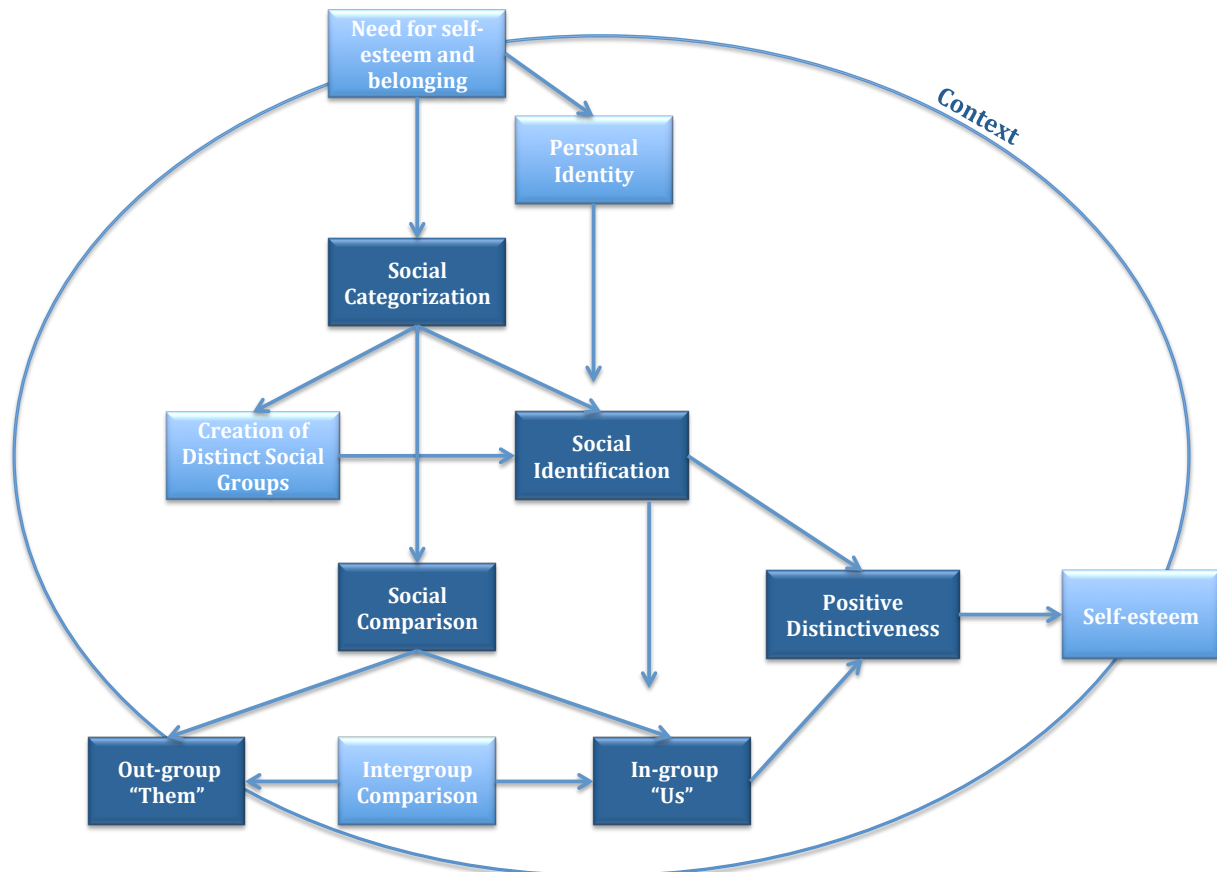 Need for self-
esteem and
belonging
Context
Personal
Identity
Social
Categorization
Creation of
Distinct Social
Groups
Social
Identification
Social
Comparison
Positive
Distinctiveness
Self-esteem
Out-group
“Them”
Intergroup
Comparison
In-group
“Us”